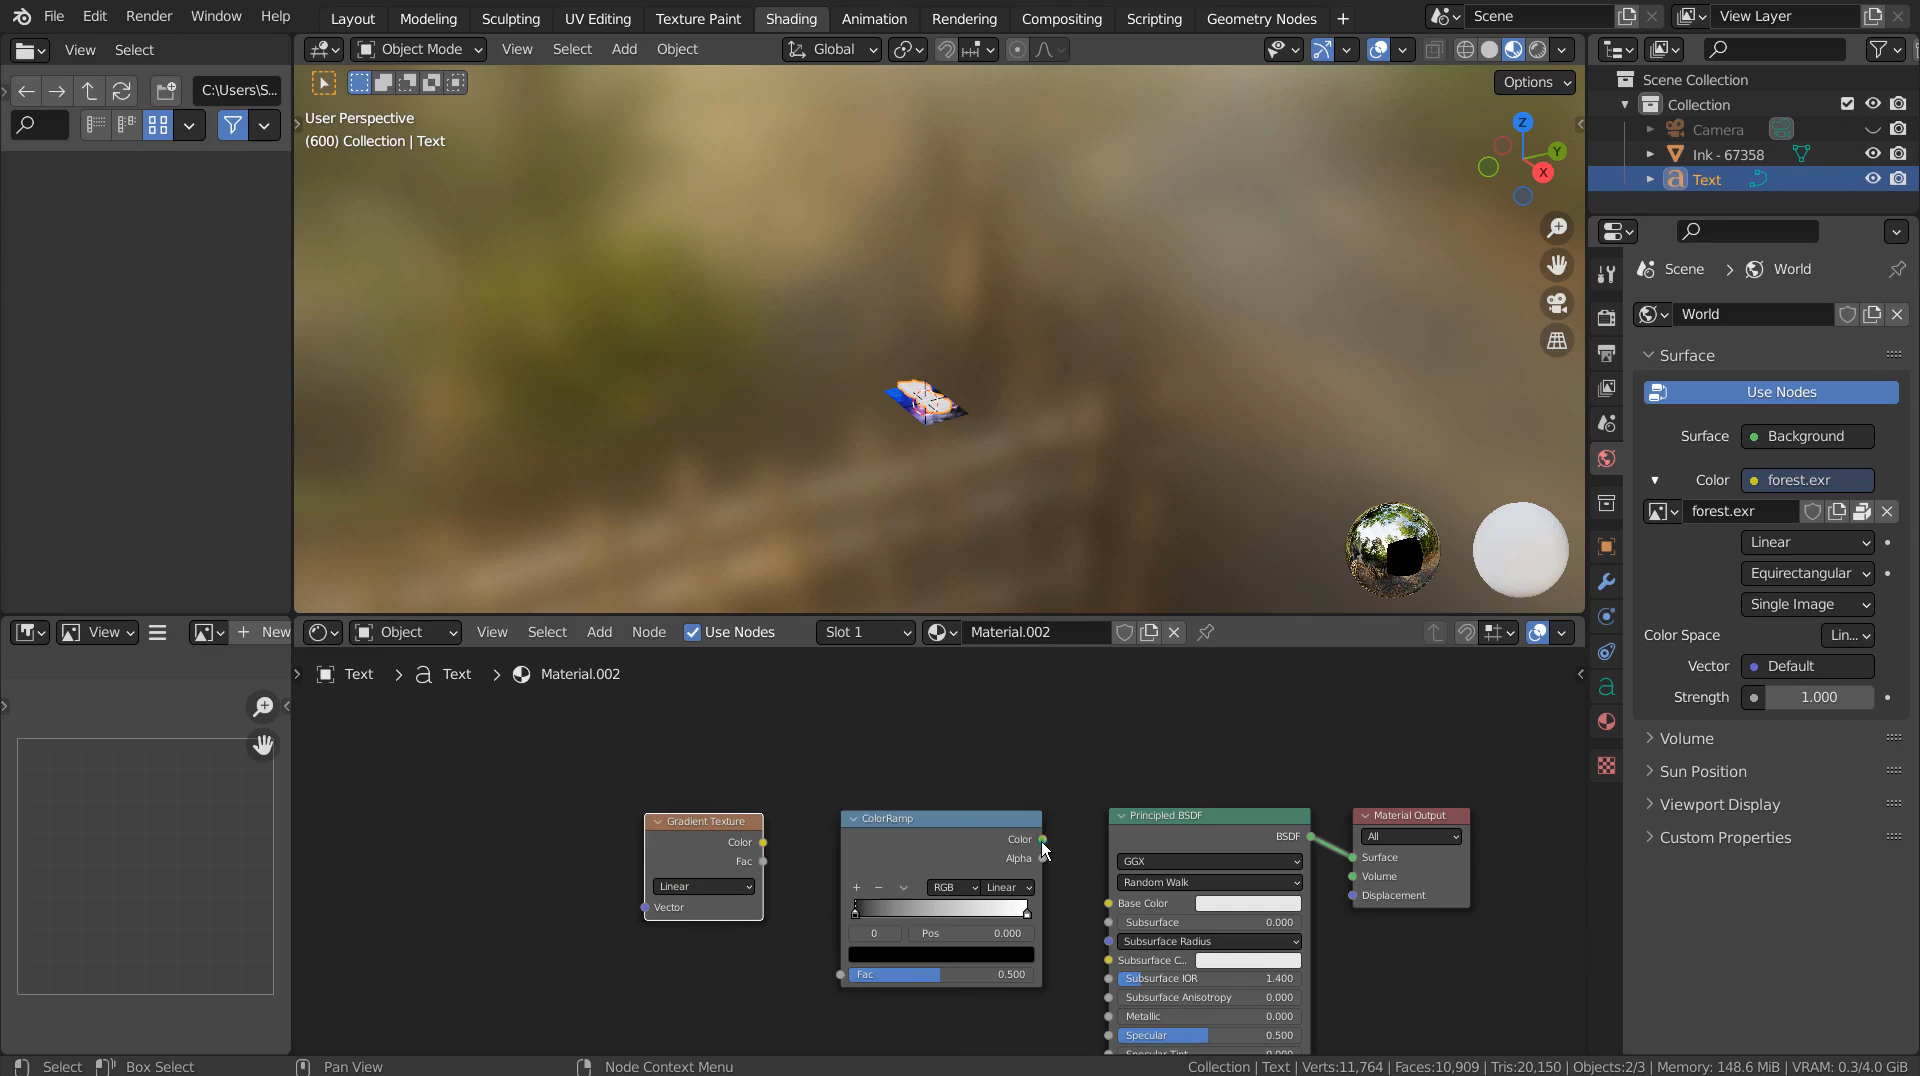 File Edit Render Window Help Layout Modeling Sculpting UV Editing Texture Paint Shading Animation Rendering Compositing Scripting Geometry Nodes + Scene View Layer
View Select Object Mode View Select Add Object Global
Options
C:\Users\S...
User Perspective
(600) Collection | Text
Z
Y
X
Scene Collection
Collection
Camera
Ink - 67358
Text
Scene > World
World
Surface
Use Nodes
Surface Background
Color forest.exr
forest.exr
Linear
Equirectangular
Single Image
Color Space Lin...
Vector Default
Strength 1.000
Volume
Sun Position
Viewport Display
Custom Properties
View + New Object View Select Add Node Use Nodes Slot 1 Material.002
Text > Text > Material.002
Gradient Texture
Color
Fac
Linear
Vector
ColorRamp
Color
Alpha
+ − RGB Linear
0 Pos 0.000
Fac 0.500
Principled BSDF
BSDF
GGX
Random Walk
Base Color
Subsurface 0.000
Subsurface Radius
Subsurface C...
Subsurface IOR 1.400
Subsurface Anisotropy 0.000
Metallic 0.000
Specular 0.500
Specular Tint 0.000
Material Output
All
Surface
Volume
Displacement
Select Box Select Pan View Node Context Menu Collection | Text | Verts:11,764 | Faces:10,909 | Tris:20,150 | Objects:2/3 | Memory: 148.6 MiB | VRAM: 0.3/4.0 GiB